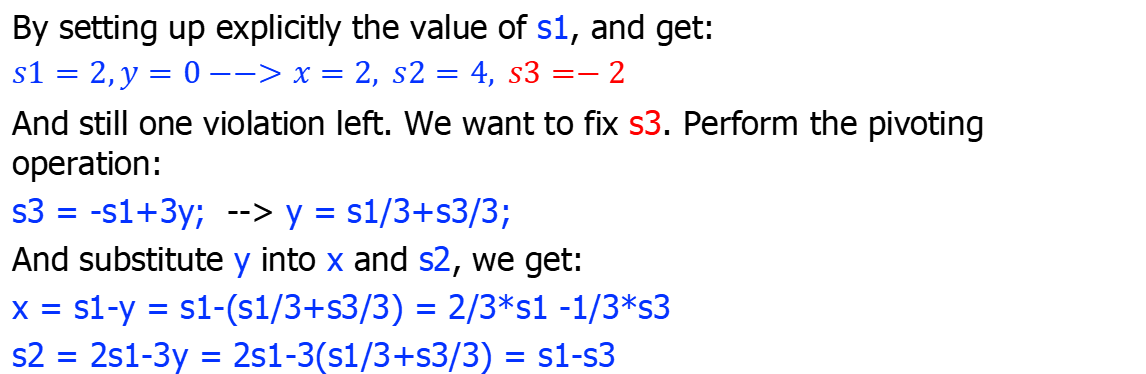 By setting up explicitly the value of s1, and get:
s1 = 2, y = 0 −−> x = 2, s2 = 4, s3 =− 2
And still one violation left. We want to fix s3. Perform the pivoting
operation:
s3 = -s1+3y; --> y = s1/3+s3/3;
And substitute y into x and s2, we get:
x = s1-y = s1-(s1/3+s3/3) = 2/3*s1 -1/3*s3
s2 = 2s1-3y = 2s1-3(s1/3+s3/3) = s1-s3